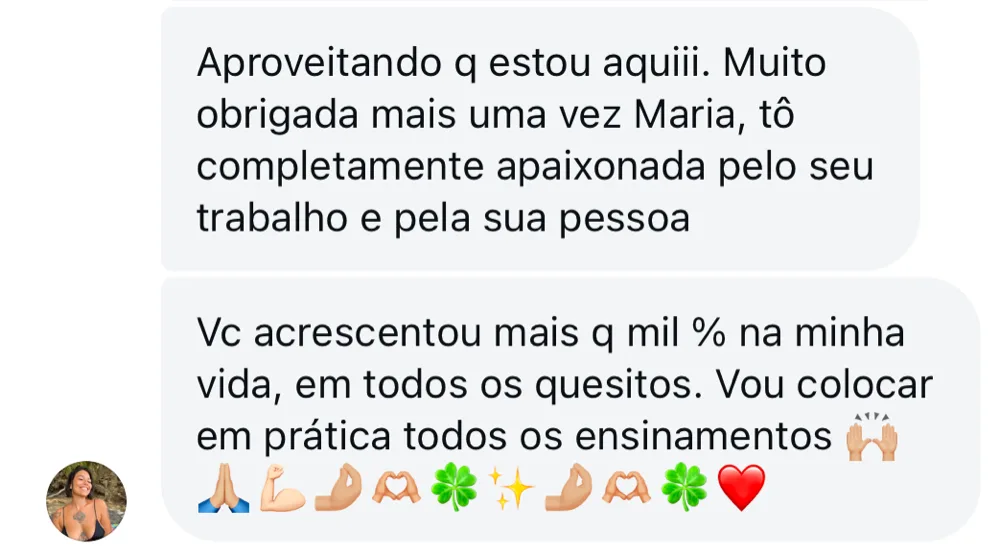 Aproveitando q estou aquiii. Muito
obrigada mais uma vez Maria, tô
completamente apaixonada pelo seu
trabalho e pela sua pessoa
Vc acrescentou mais q mil % na minha
vida, em todos os quesitos. Vou colocar
em prática todos os ensinamentos 🙌🏼
🙏🏼💪🏼🤌🏼🫶🏼🍀✨🤌🏼🫶🏼🍀❤️